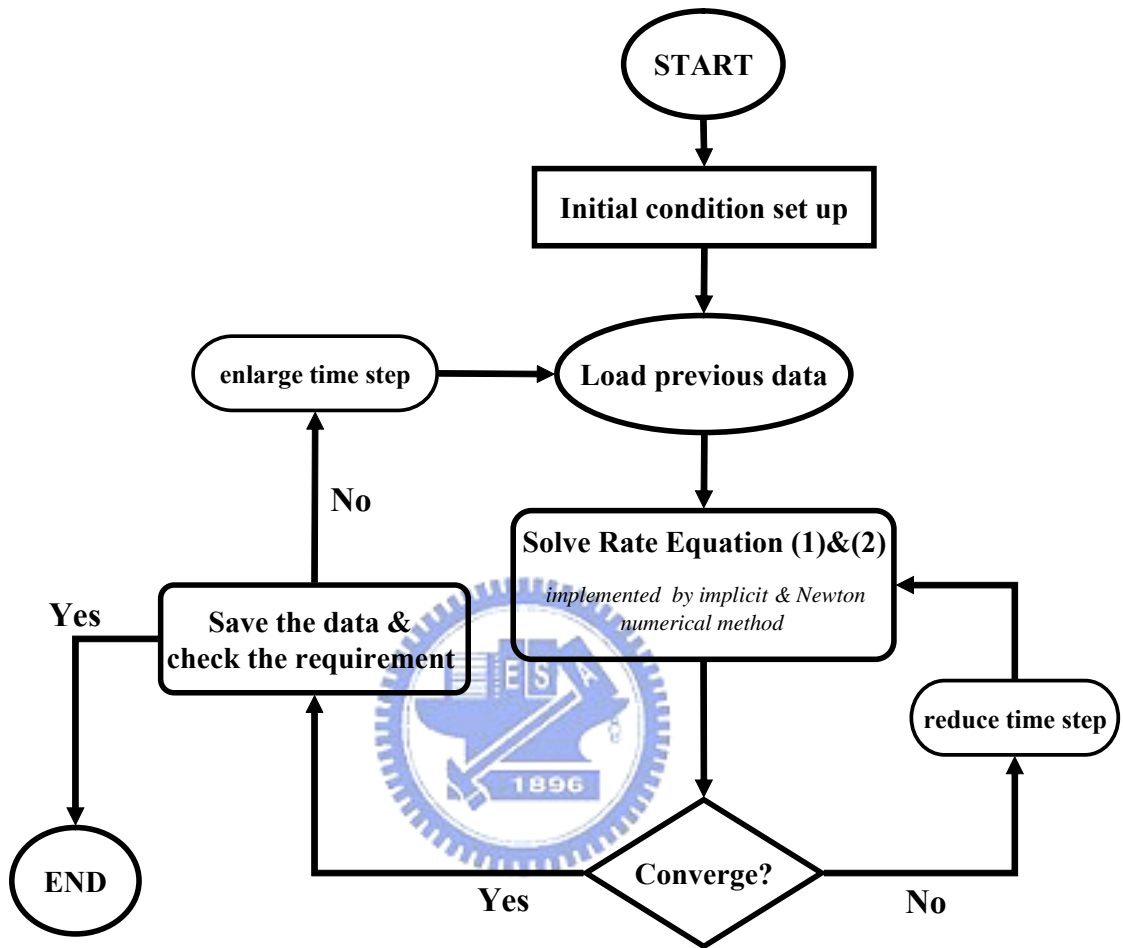 START
Initial condition set up
enlarge time step
Load previous data
No
Solve Rate Equation (1)&(2)
implemented by implicit & Newton
numerical method
Yes
Save the data &
check the requirement
E S A
reduce time step
1896
END
Converge?
Yes
No